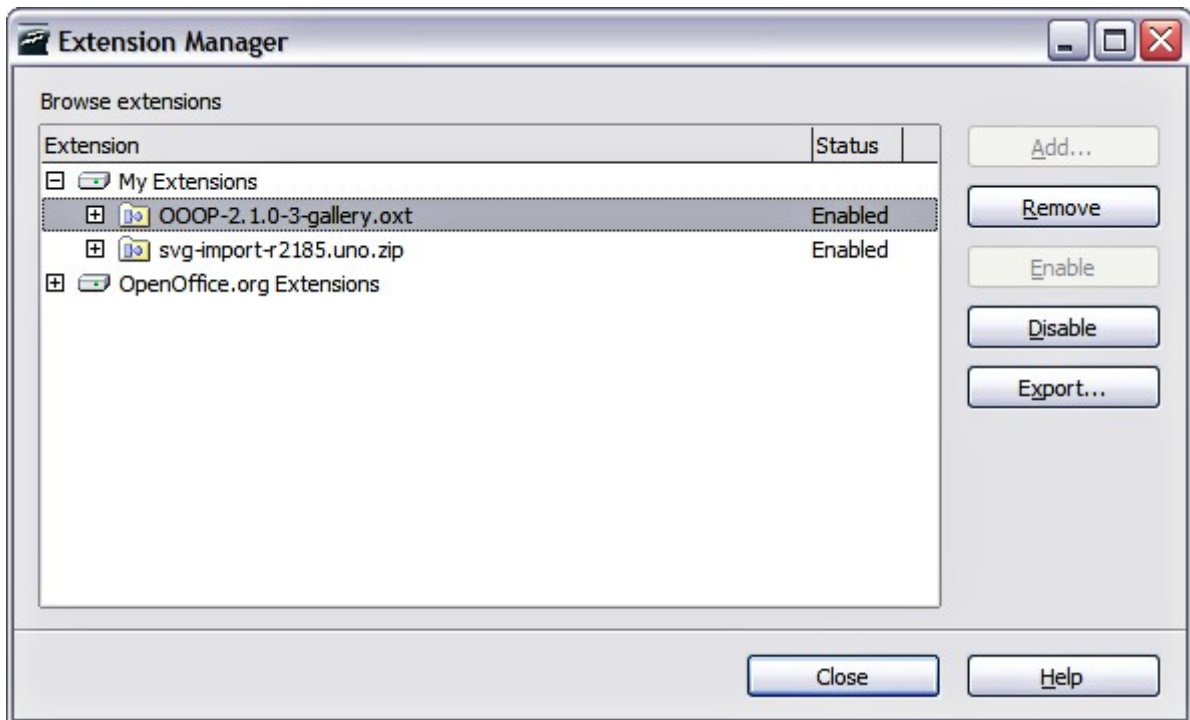 Extension Manager
Browse extensions
Extension Status
My Extensions
OOOP-2.1.0-3-gallery.oxt Enabled
svg-import-r2185.uno.zip Enabled
OpenOffice.org Extensions
Add...
Remove
Enable
Disable
Export...
Close Help